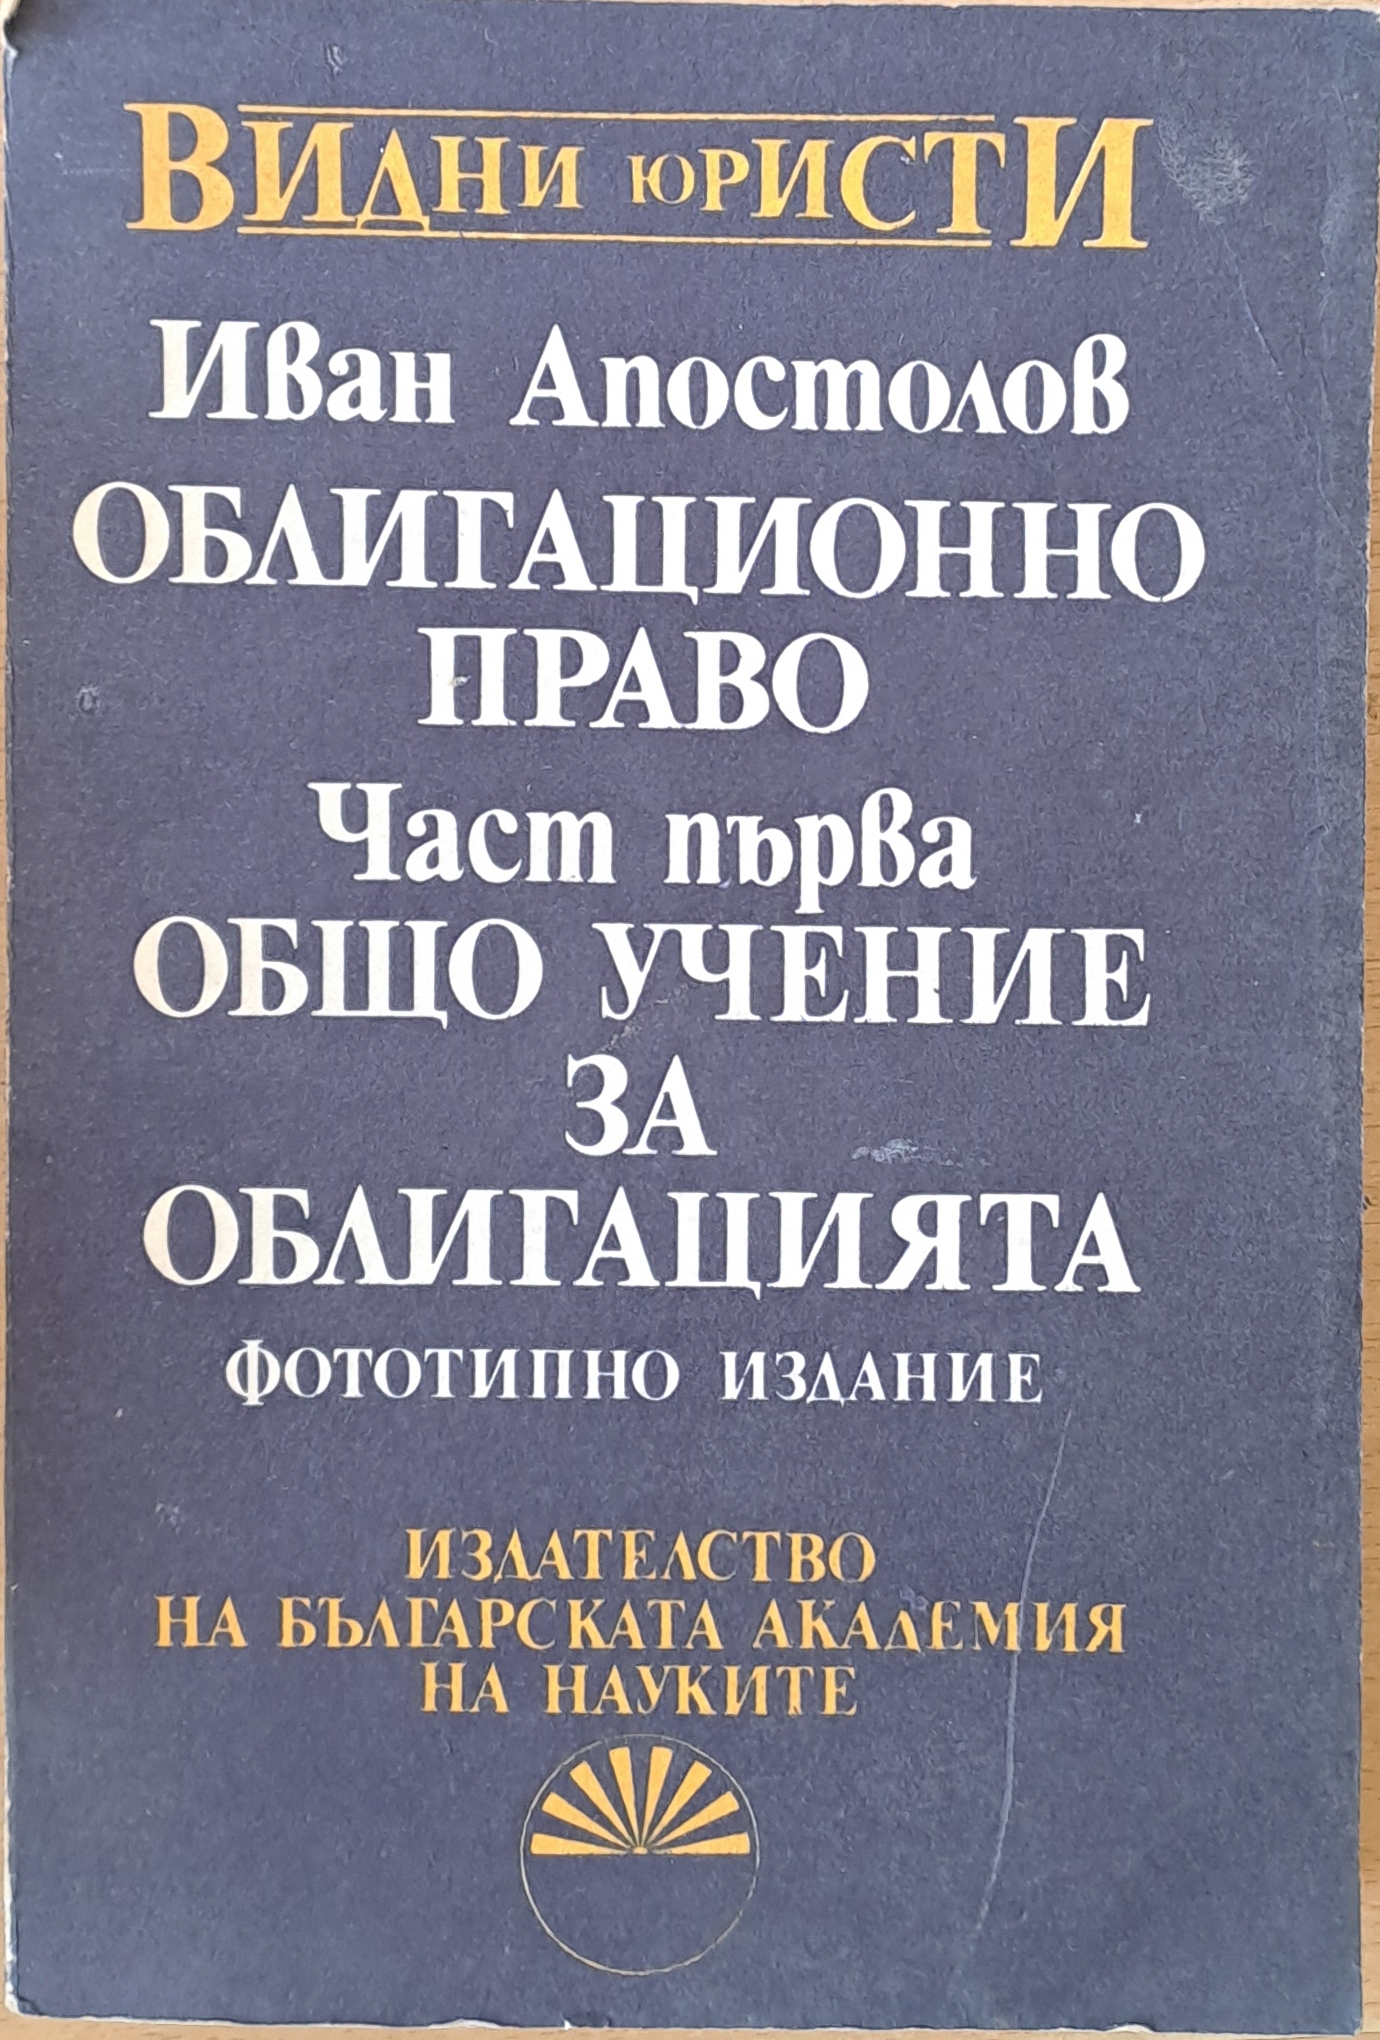 ВИДНИ ЮРИСТИ
Иван Апостолов
ОБЛИГАЦИОННО
ПРАВО
Част първа
ОБЩО УЧЕНИЕ
ЗА
ОБЛИГАЦИЯТА
ФОТОТИПНО ИЗДАНИЕ
ИЗДАТЕЛСТВО
НА БЪЛГАРСКАТА АКАДЕМИЯ
НА НАУКИТЕ